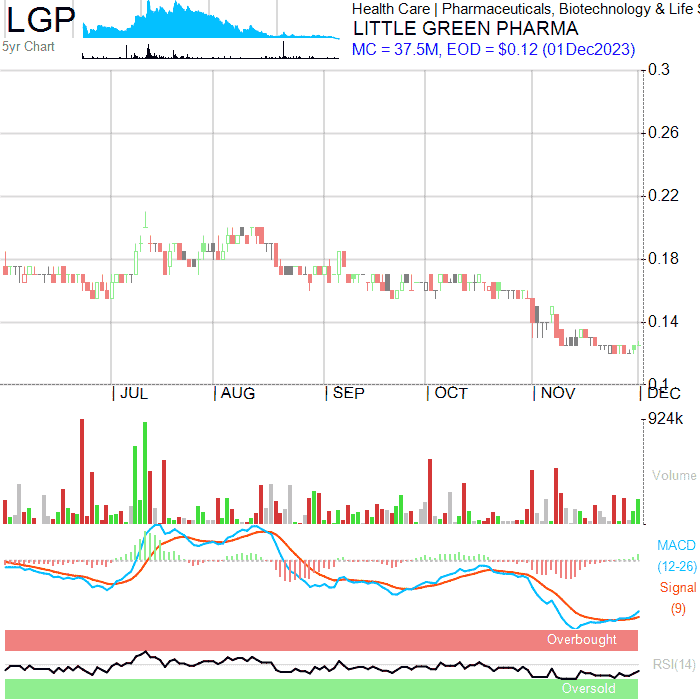 LGP
5yr Chart
Health Care | Pharmaceuticals, Biotechnology & Life S
LITTLE GREEN PHARMA
MC = 37.5M, EOD = $0.12 (01Dec2023)
0.3
0.26
0.22
0.18
0.14
0.1
JUL AUG SEP OCT NOV DEC
924k
Volume
MACD
(12-26)
Signal
(9)
Overbought
RSI(14)
Oversold